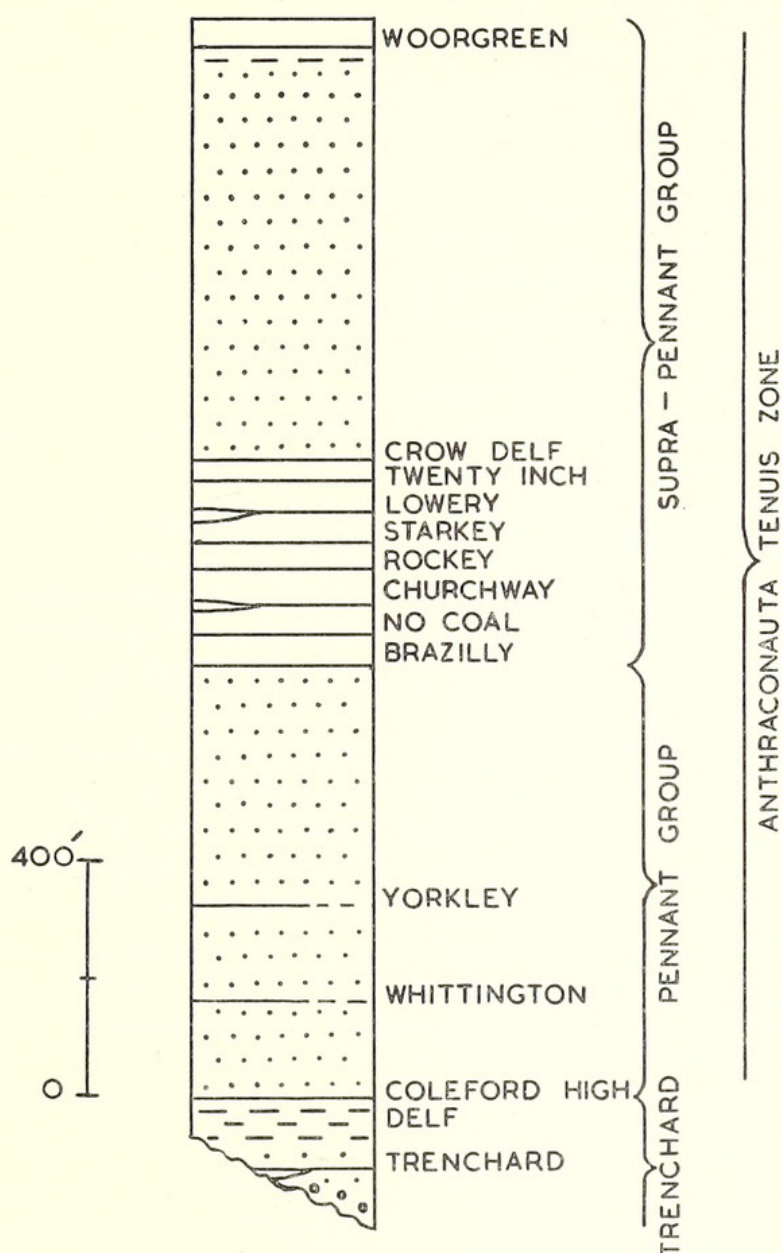 WOORGREEN
CROW DELF
TWENTY INCH
LOWERY
STARKEY
ROCKEY
CHURCHWAY
NO COAL
BRAZILLY
YORKLEY
WHITTINGTON
COLEFORD HIGH
DELF
TRENCHARD
400′
0
SUPRA – PENNANT GROUP
PENNANT GROUP
TRENCHARD
ANTHRACONAUTA TENUIS ZONE